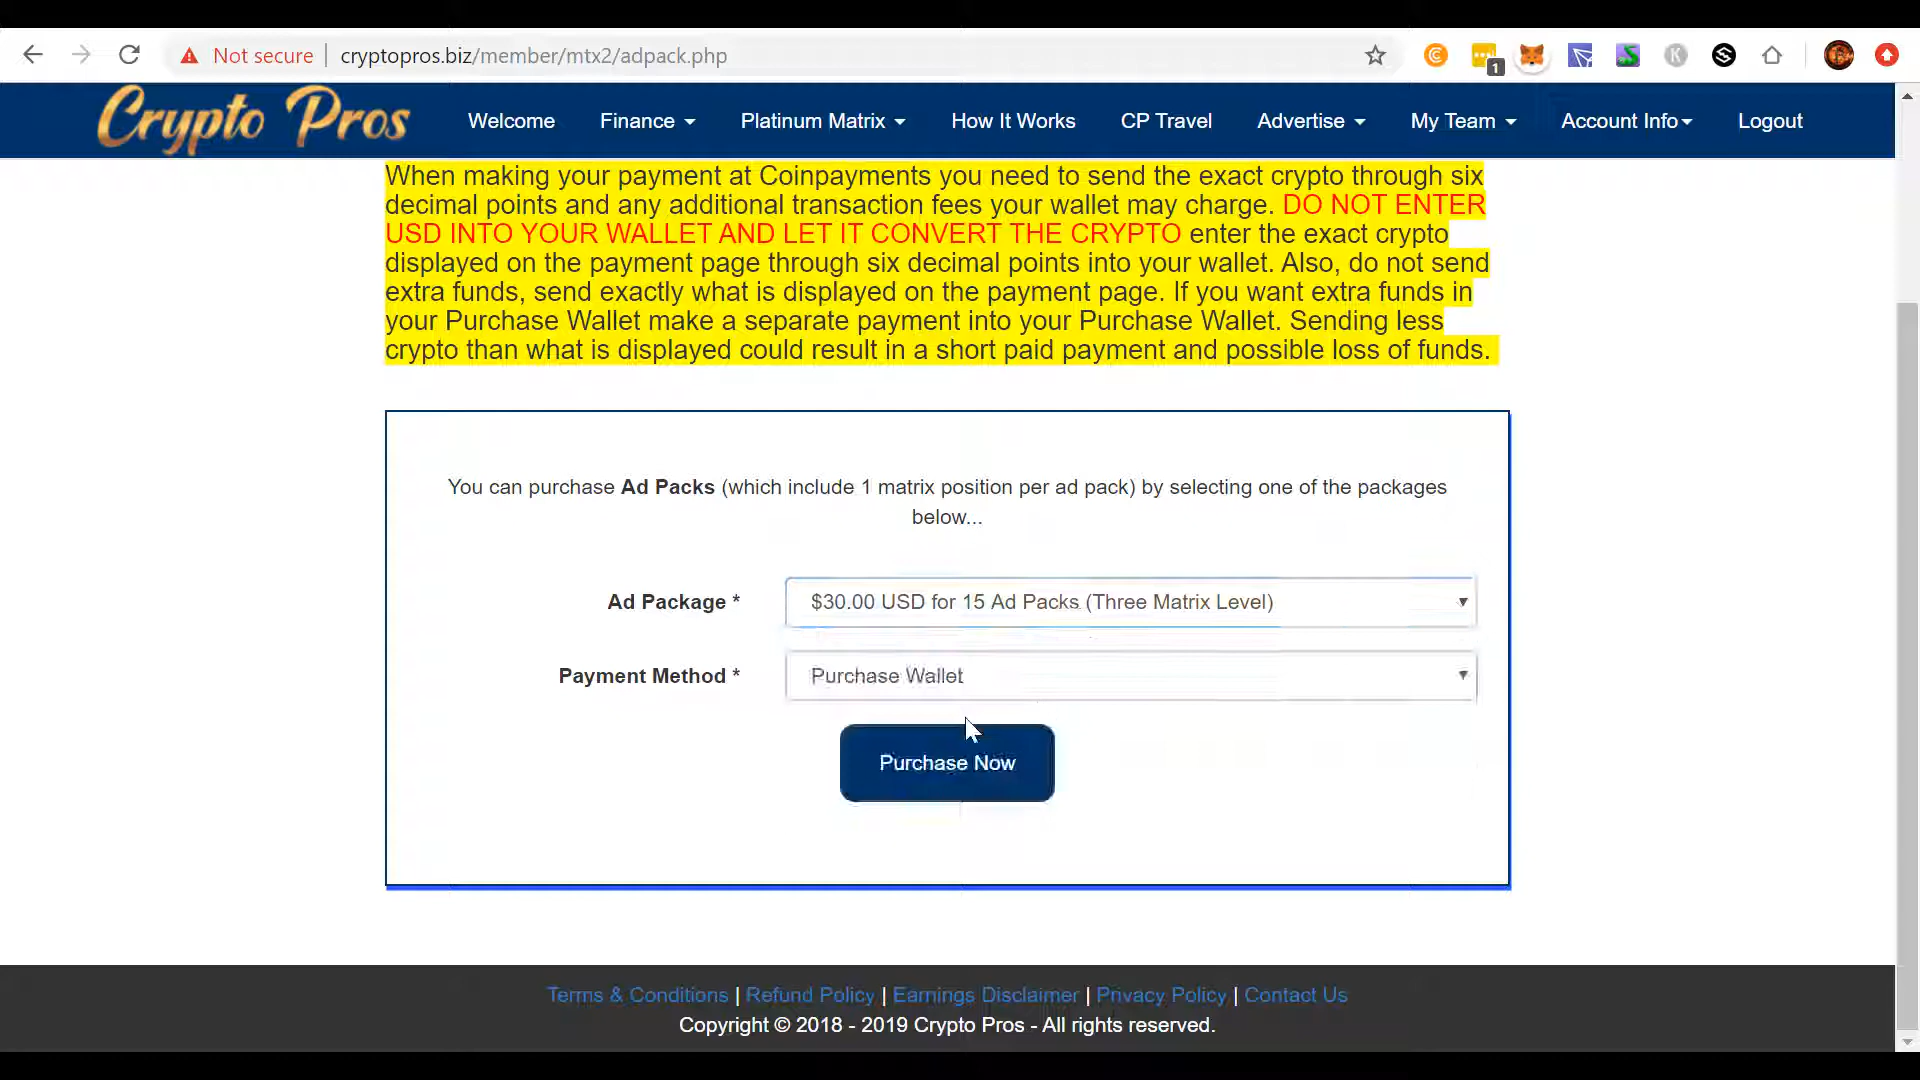 Not secure | cryptopros.biz/member/mtx2/adpack.php
1
Crypto Pros Welcome Finance Platinum Matrix How It Works CP Travel Advertise My Team Account Info Logout
When making your payment at Coinpayments you need to send the exact crypto through six
decimal points and any additional transaction fees your wallet may charge. DO NOT ENTER
USD INTO YOUR WALLET AND LET IT CONVERT THE CRYPTO enter the exact crypto
displayed on the payment page through six decimal points into your wallet. Also, do not send
extra funds, send exactly what is displayed on the payment page. If you want extra funds in
your Purchase Wallet make a separate payment into your Purchase Wallet. Sending less
crypto than what is displayed could result in a short paid payment and possible loss of funds.
You can purchase Ad Packs (which include 1 matrix position per ad pack) by selecting one of the packages
below...
Ad Package * $30.00 USD for 15 Ad Packs (Three Matrix Level)
Payment Method * Purchase Wallet
Purchase Now
Terms & Conditions | Refund Policy | Earnings Disclaimer | Privacy Policy | Contact Us
Copyright © 2018 - 2019 Crypto Pros - All rights reserved.